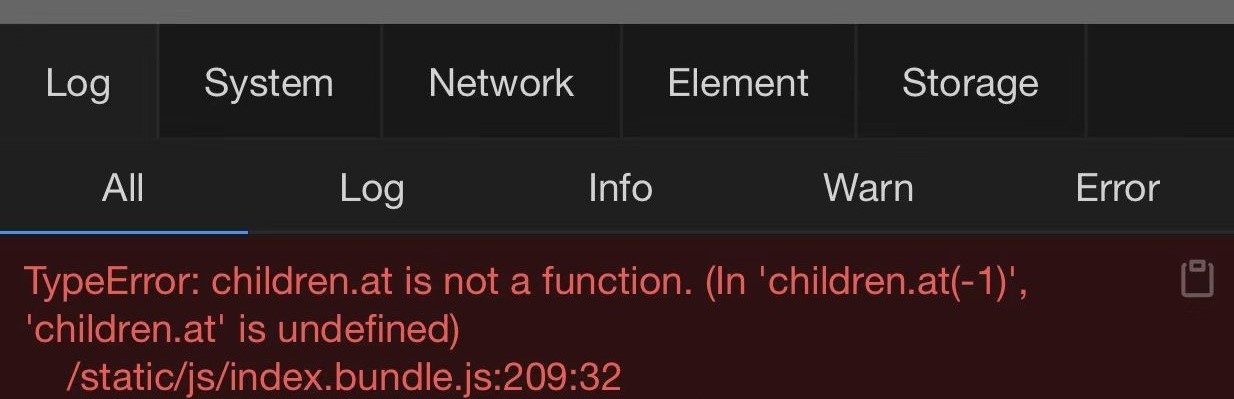 Log System Network Element Storage
All Log Info Warn Error
TypeError: children.at is not a function. (In 'children.at(-1)',
'children.at' is undefined)
/static/js/index.bundle.js:209:32